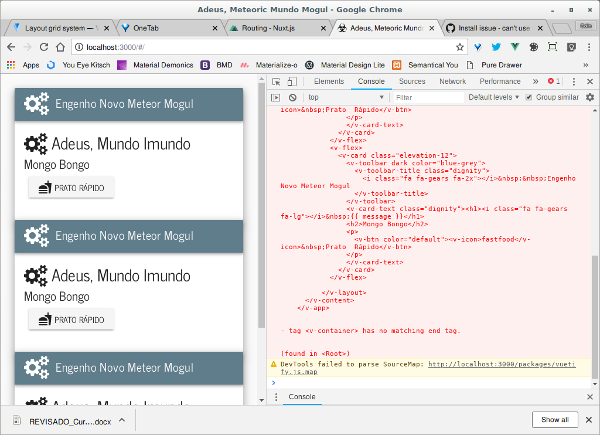 Adeus, Meteoric Mundo Mogul - Google Chrome
Layout grid system — V
OneTab
Routing - Nuxt.js
Adeus, Meteoric Mundo
Install issue - can't use
localhost:3000/#/
Apps
You Eye Kitsch
Material Demonics
BMD
Materialize-o
Material Design Lite
Semantical You
Pure Drawer
Engenho Novo Meteor Mogul
Adeus, Mundo Imundo
Mongo Bongo
PRATO RÁPIDO
Engenho Novo Meteor Mogul
Adeus, Mundo Imundo
Mongo Bongo
PRATO RÁPIDO
Engenho Novo Meteor Mogul
Adeus, Mundo Imundo
Elements Console Sources Network Performance » 1
top Filtar Default levels Group similar
icon>&nbsp;Prato Rápido</v-btn>
</p>
</v-card-text>
</v-card>
</v-flex>
<v-flex>
<v-card class="elevation-12">
<v-toolbar dark color="blue-grey">
<v-toolbar-title class="dignity">
<i class="fa fa-gears fa-2x"></i>&nbsp;&nbsp;Engenho
Novo Meteor Mogul
</v-toolbar-title>
</v-toolbar>
<v-card-text class="dignity"><h1><i class="fa fa-gears
fa-lg"></i>&nbsp;{{ message }}</h1>
<h2>Mongo Bongo</h2>
<p>
<v-btn color="default"><v-icon>fastfood</v-
icon>&nbsp;Prato Rápido</v-btn>
</p>
</v-card-text>
</v-card>
</v-flex>
</v-layout>
</v-content>
</v-app>
- tag <v-container> has no matching end tag.
(found in <Root>)
DevTools failed to parse SourceMap: http://localhost:3000/packages/vueti
fy.js.map
Console
REVISADO_Cur....docx
Show all